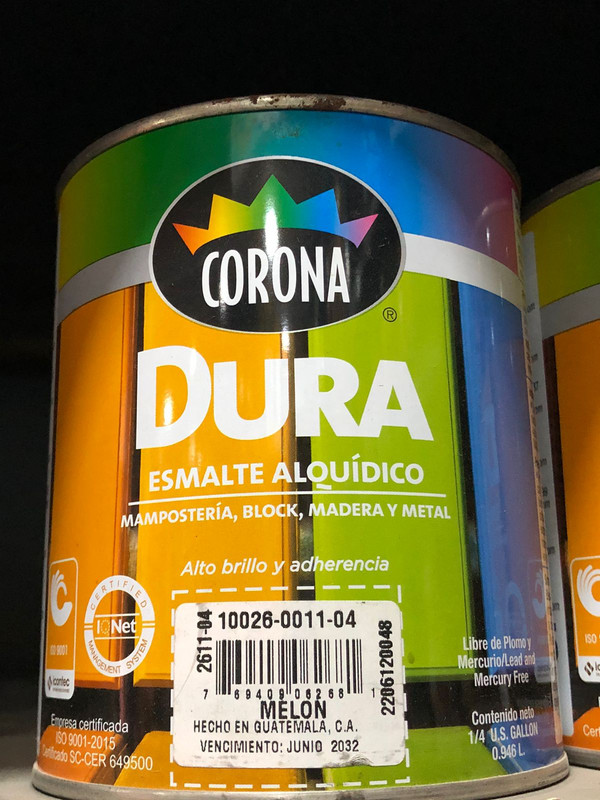 CORONA
®
DURA
ESMALTE ALQUÍDICO
MAMPOSTERÍA, BLOCK, MADERA Y METAL
Alto brillo y adherencia
CERTIFIED
IQNet
MANAGEMENT SYSTEM
ISO 9001
icontec
Empresa certificada
ISO 9001-2015
Certificado SC-CER 649500
2611-04
10026-0011-04
7 69409 06268 1
MELON
HECHO EN GUATEMALA, C.A.
VENCIMIENTO: JUNIO 2032
2206120048
Libre de Plomo y
Mercurio/Lead and
Mercury Free
Contenido neto
1/4 U.S. GALLON
0.946 L.